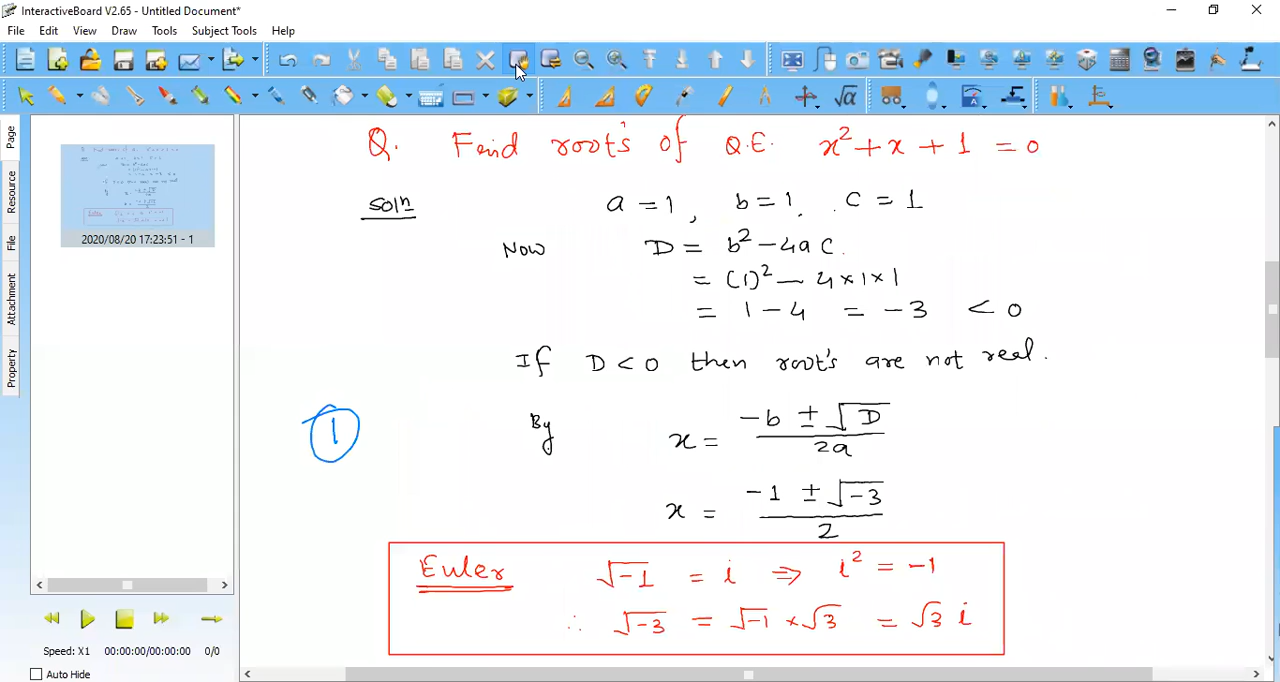 InteractiveBoard V2.65 - Untitled Document*
File Edit View Draw Tools Subject Tools Help
Page
Resource
File
Attachment
Property
2020/08/20 17:23:51 - 1
Speed: X1 00:00:00/00:00:00 0/0
Auto Hide
Q. Find root's of Q.E. x² + x + 1 = 0
Soln a = 1, b = 1, c = 1
Now D = b² - 4ac.
= (1)² - 4×1×1
= 1 - 4 = -3 < 0
If D < 0 then root's are not real.
1 By x = (-b ± √D)/2a
x = (-1 ± √-3)/2
Euler √-1 = i ⇒ i² = -1
∴ √-3 = √-1 × √3 = √3 i